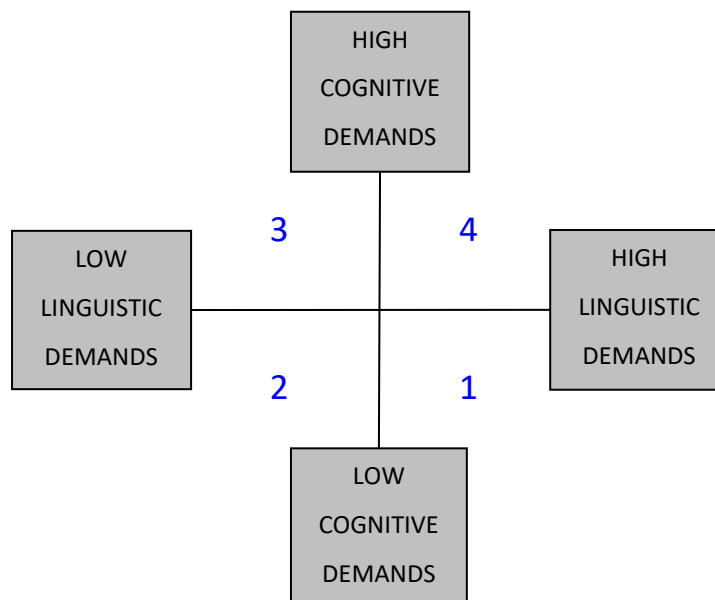 HIGH
COGNITIVE
DEMANDS
3
4
LOW
LINGUISTIC
DEMANDS
HIGH
LINGUISTIC
DEMANDS
2
1
LOW
COGNITIVE
DEMANDS